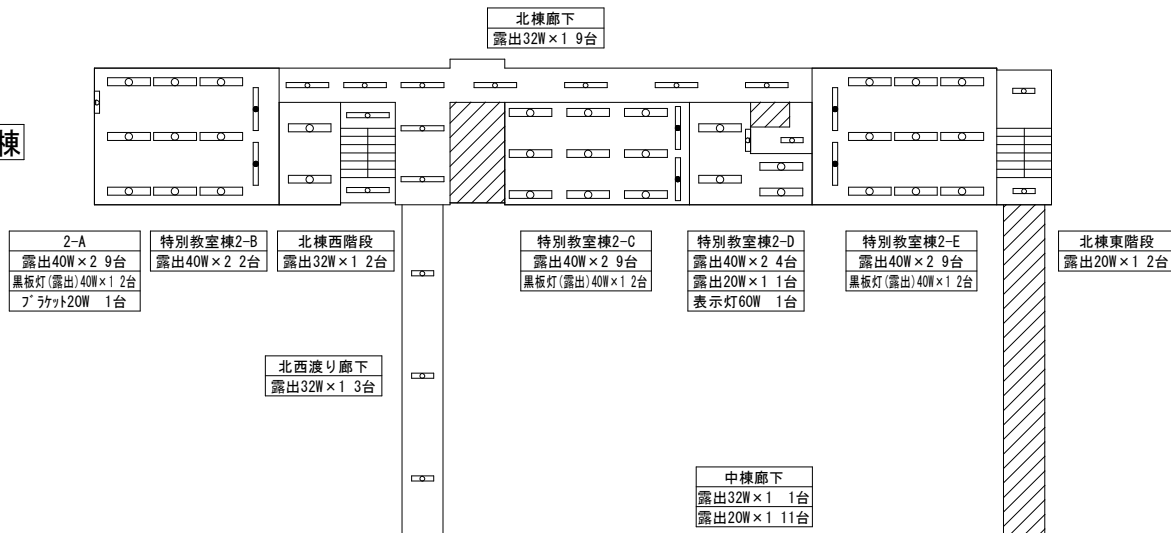 北棟廊下
露出32W×1 9台
棟
2-A
露出40W×2 9台
黒板灯(露出)40W×1 2台
ブラケット20W 1台
特別教室棟2-B
露出40W×2 2台
北棟西階段
露出32W×1 2台
特別教室棟2-C
露出40W×2 9台
黒板灯(露出)40W×1 2台
特別教室棟2-D
露出40W×2 4台
露出20W×1 1台
表示灯60W 1台
特別教室棟2-E
露出40W×2 9台
黒板灯(露出)40W×1 2台
北棟東階段
露出20W×1 2台
北西渡り廊下
露出32W×1 3台
中棟廊下
露出32W×1 1台
露出20W×1 11台